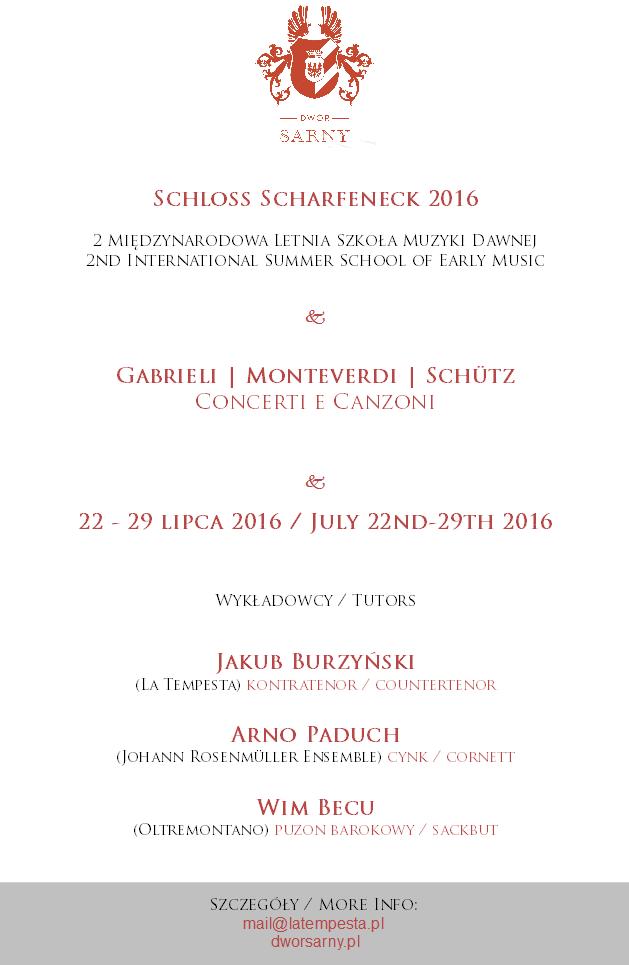 DWOR
SARNY
Schloss Scharfeneck 2016
2 Międzynarodowa Letnia Szkoła Muzyki Dawnej
2nd International Summer School of Early Music
&
Gabrieli | Monteverdi | Schütz
Concerti e Canzoni
&
22 - 29 lipca 2016 / July 22nd-29th 2016
Wykładowcy / Tutors
Jakub Burzyński
(La Tempesta) kontratenor / countertenor
Arno Paduch
(Johann Rosenmüller Ensemble) cynk / cornett
Wim Becu
(Oltremontano) puzon barokowy / sackbut
Szczegóły / More Info:
mail@latempesta.pl
dworsarny.pl